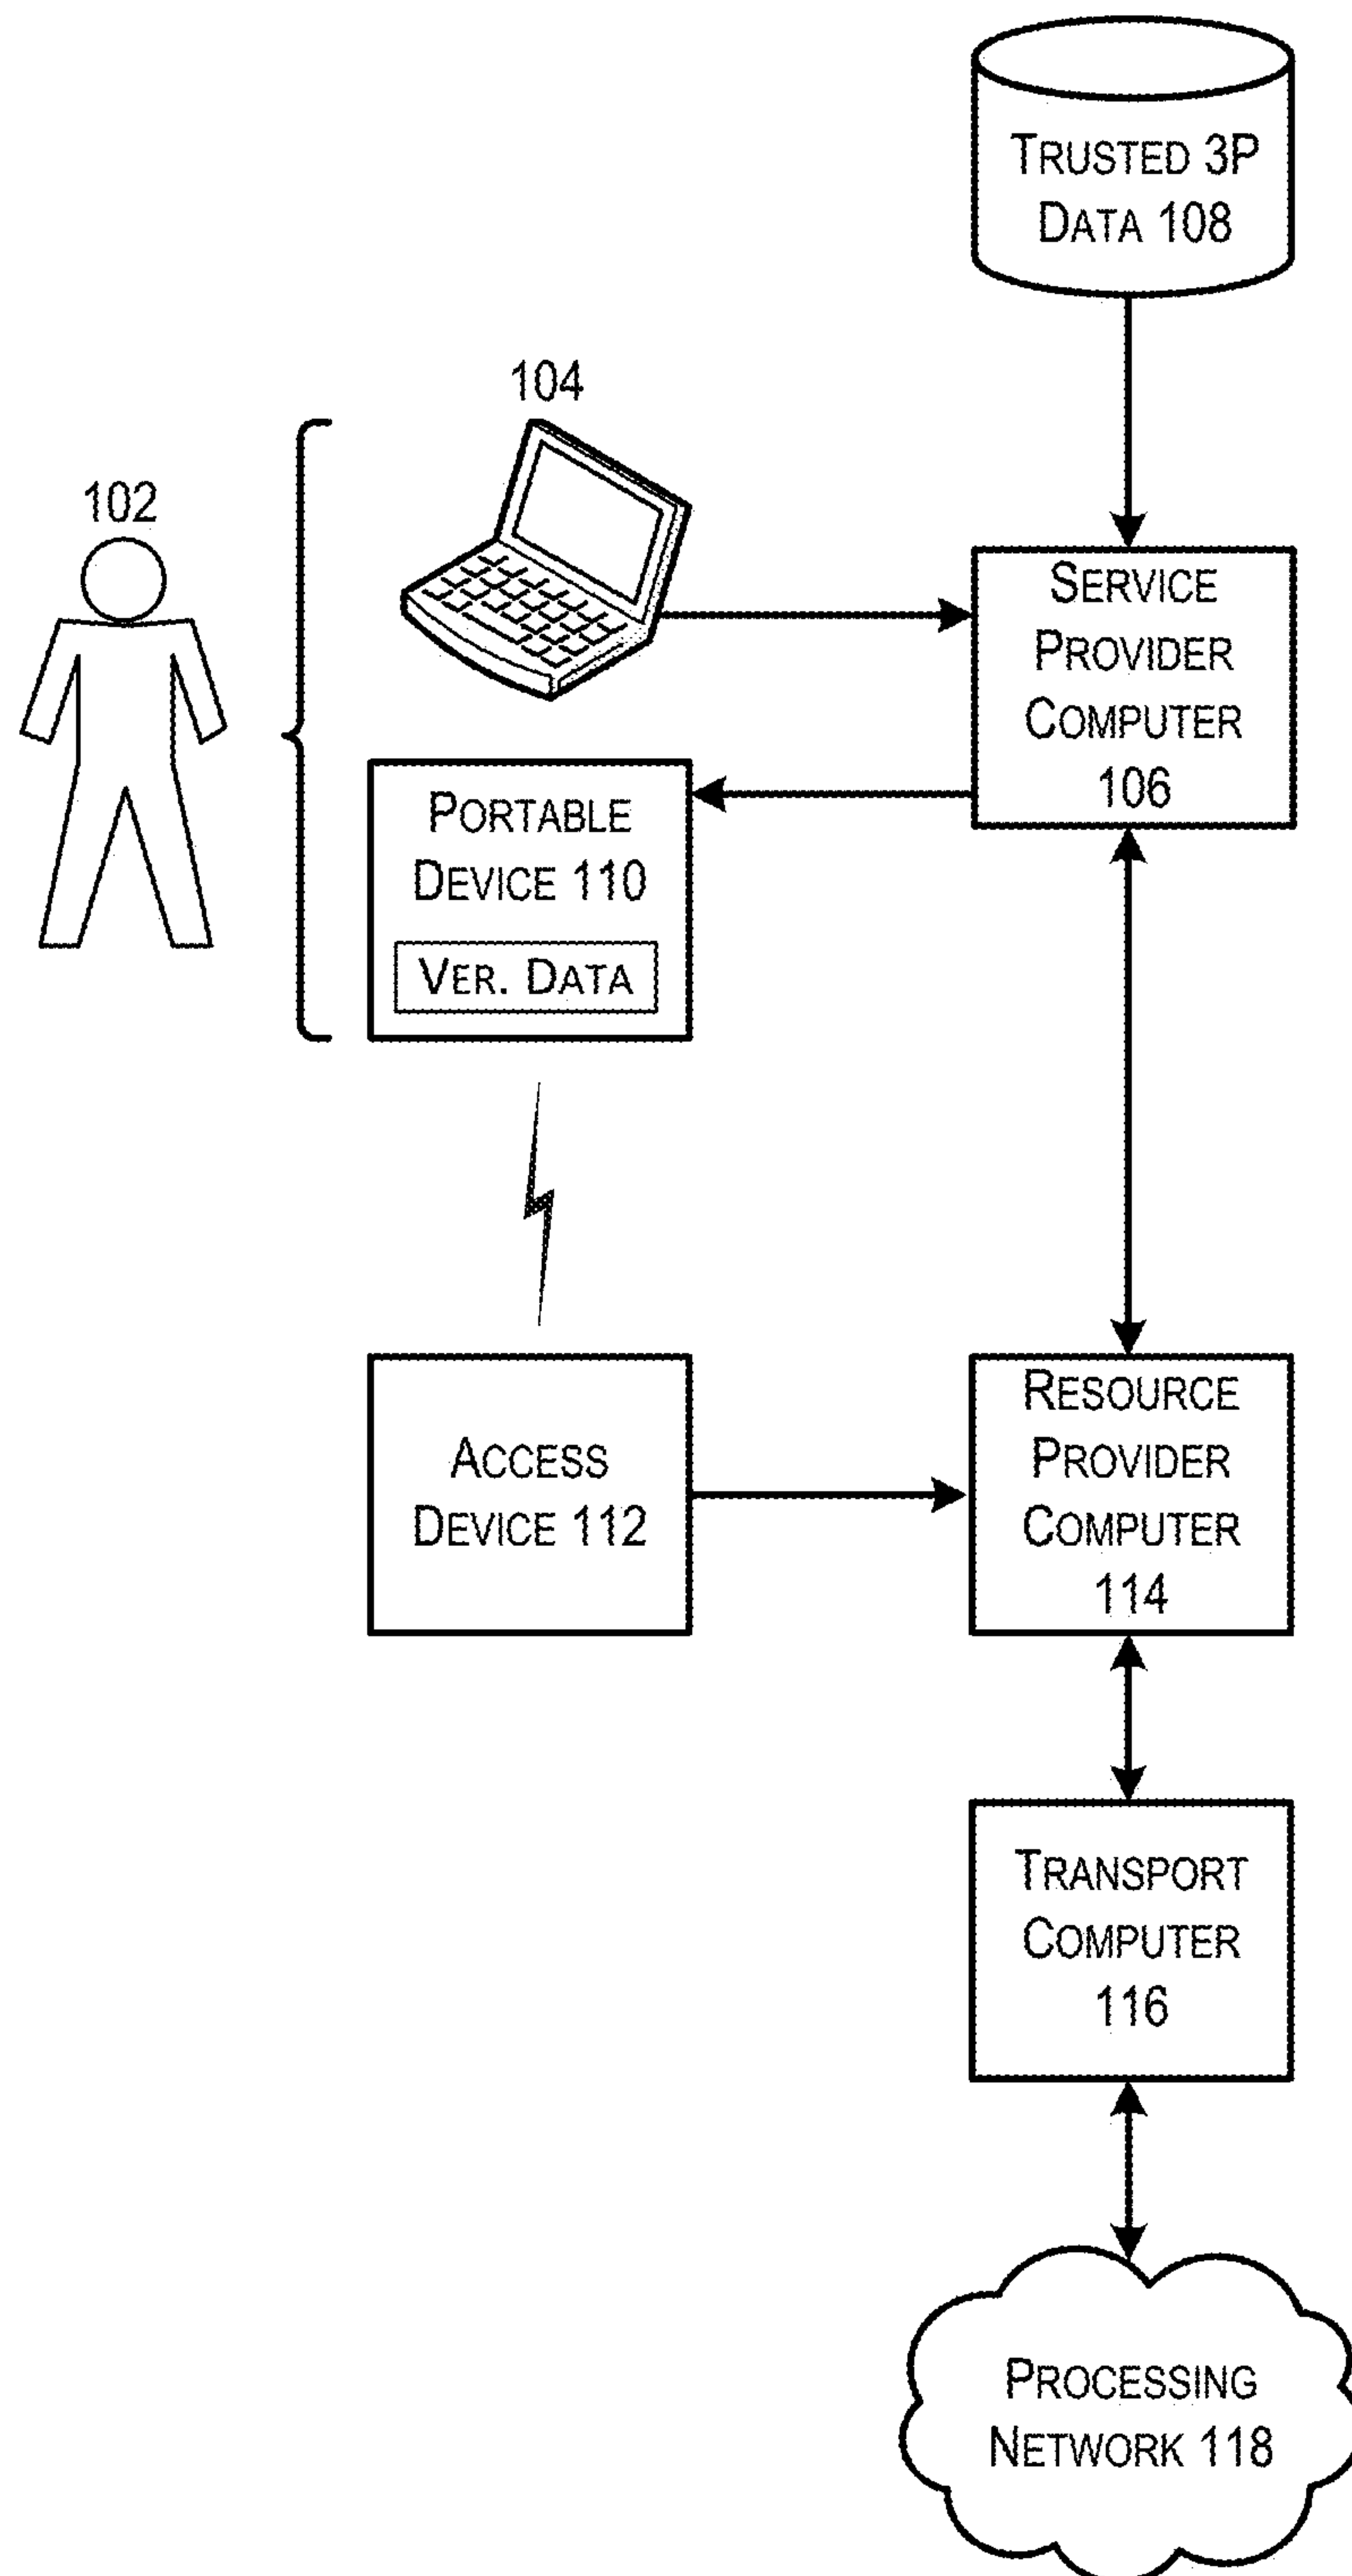 TRUSTED 3P
DATA 108
104
102
SERVICE
PROVIDER
COMPUTER
106
PORTABLE
DEVICE 110
VER. DATA
ACCESS
DEVICE 112
RESOURCE
PROVIDER
COMPUTER
114
TRANSPORT
COMPUTER
116
PROCESSING
NETWORK 118